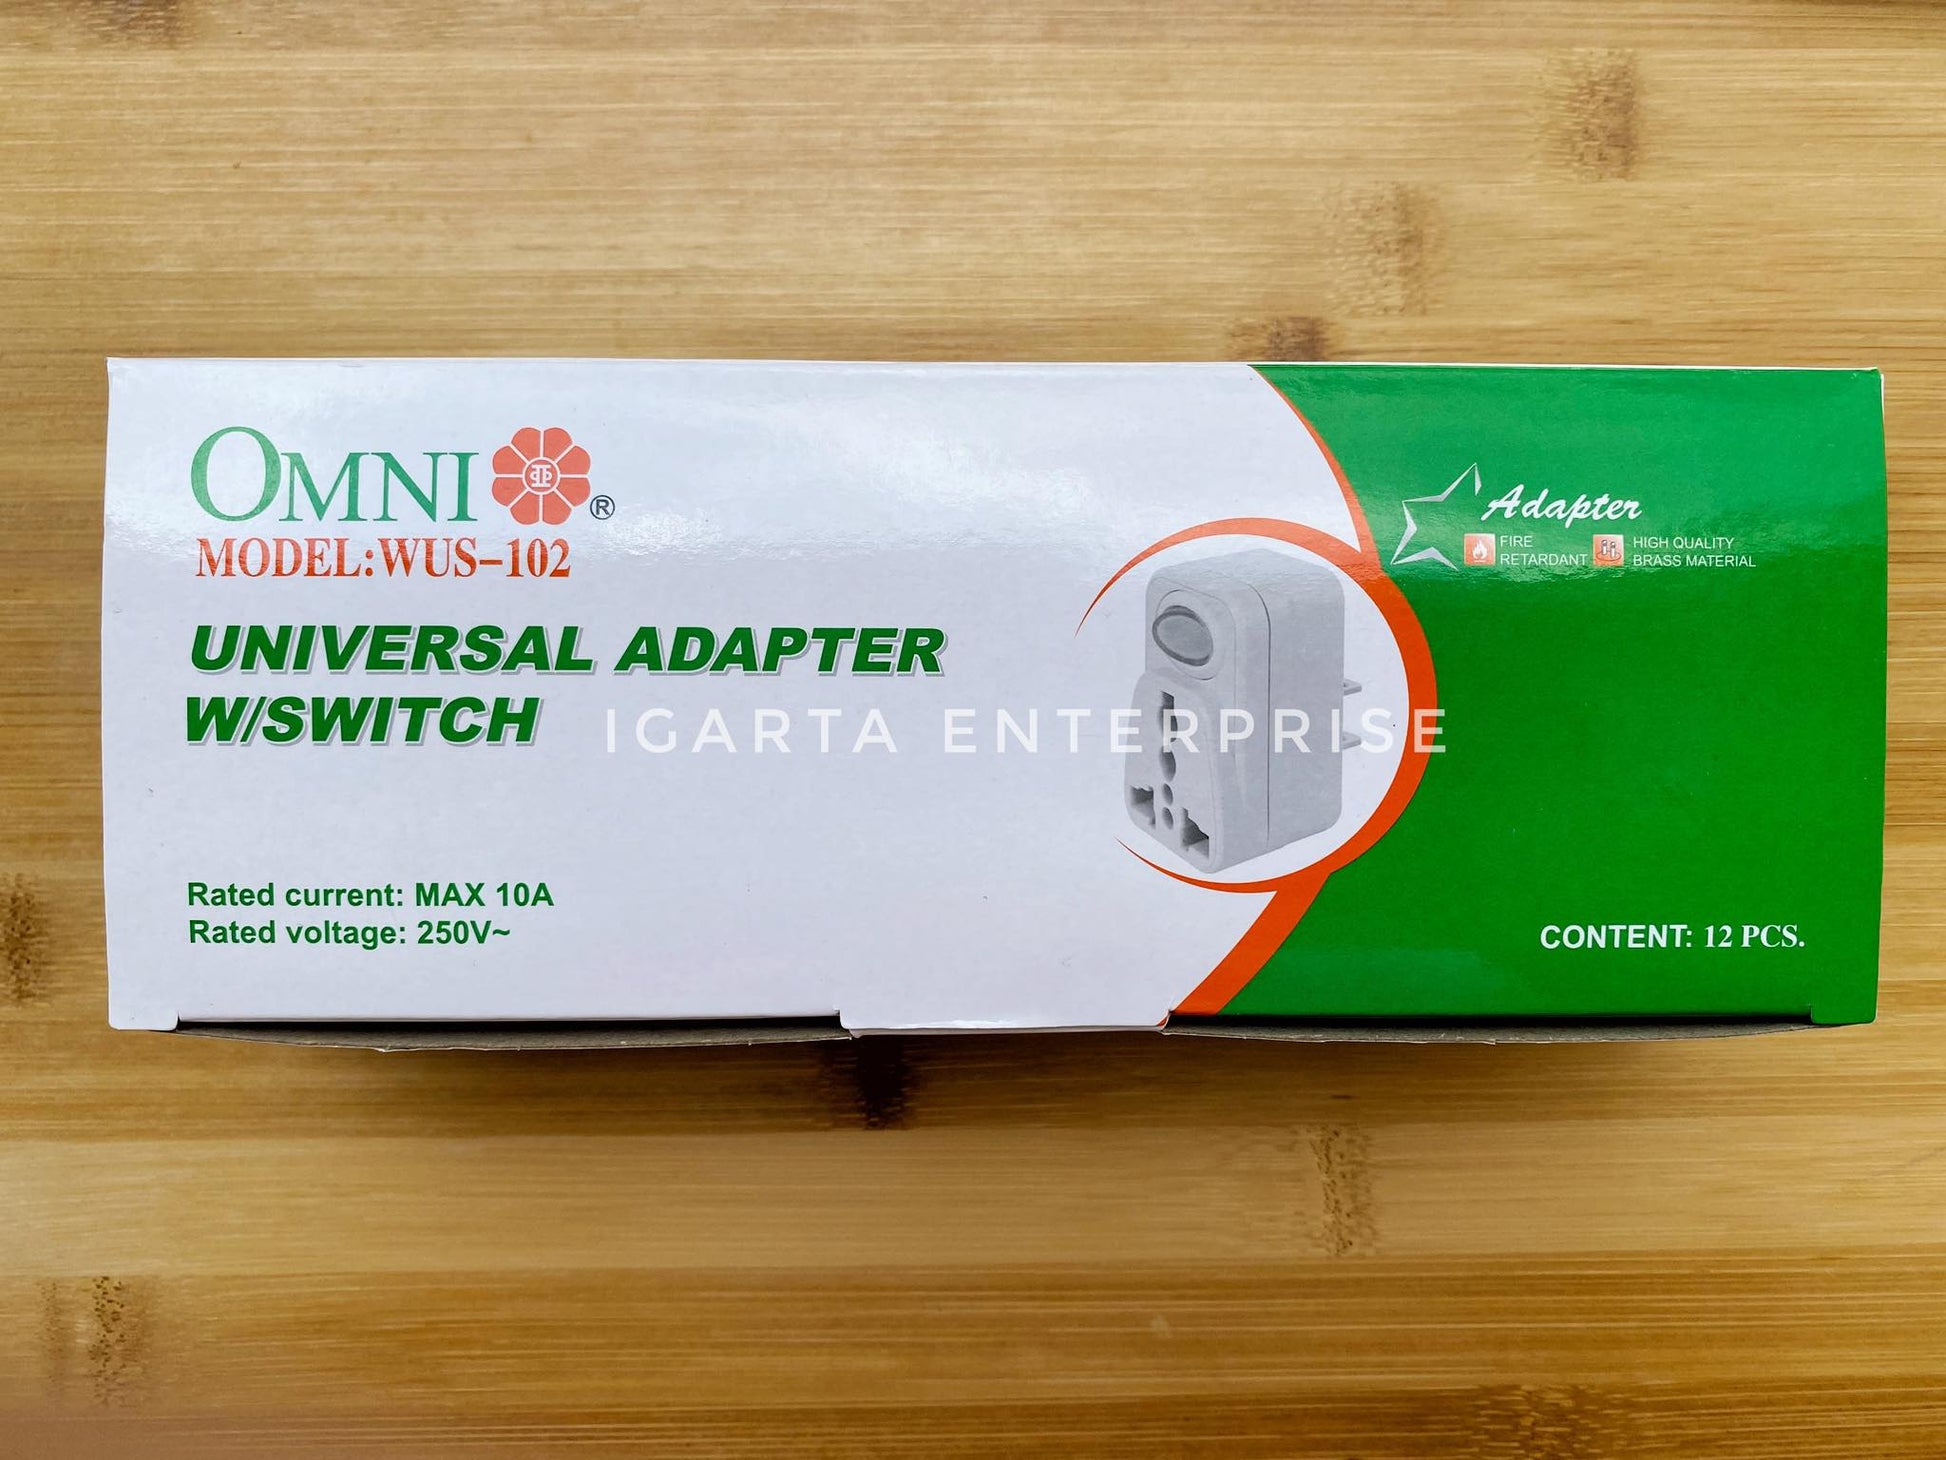 OMNI ®
MODEL:WUS-102
UNIVERSAL ADAPTER
W/SWITCH
IGARTA ENTERPRISE
Rated current: MAX 10A
Rated voltage: 250V~
Adapter
FIRE
RETARDANT
HIGH QUALITY
BRASS MATERIAL
CONTENT: 12 PCS.